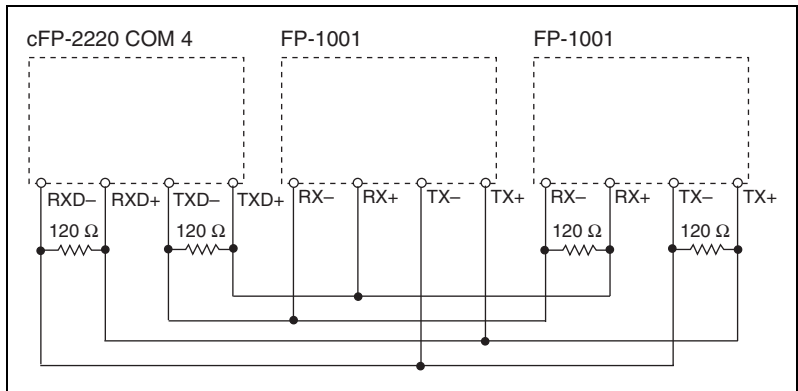 cFP-2220 COM 4 FP-1001 FP-1001
RXD– RXD+ TXD– TXD+ RX– RX+ TX– TX+ RX– RX+ TX– TX+
120 Ω 120 Ω 120 Ω 120 Ω